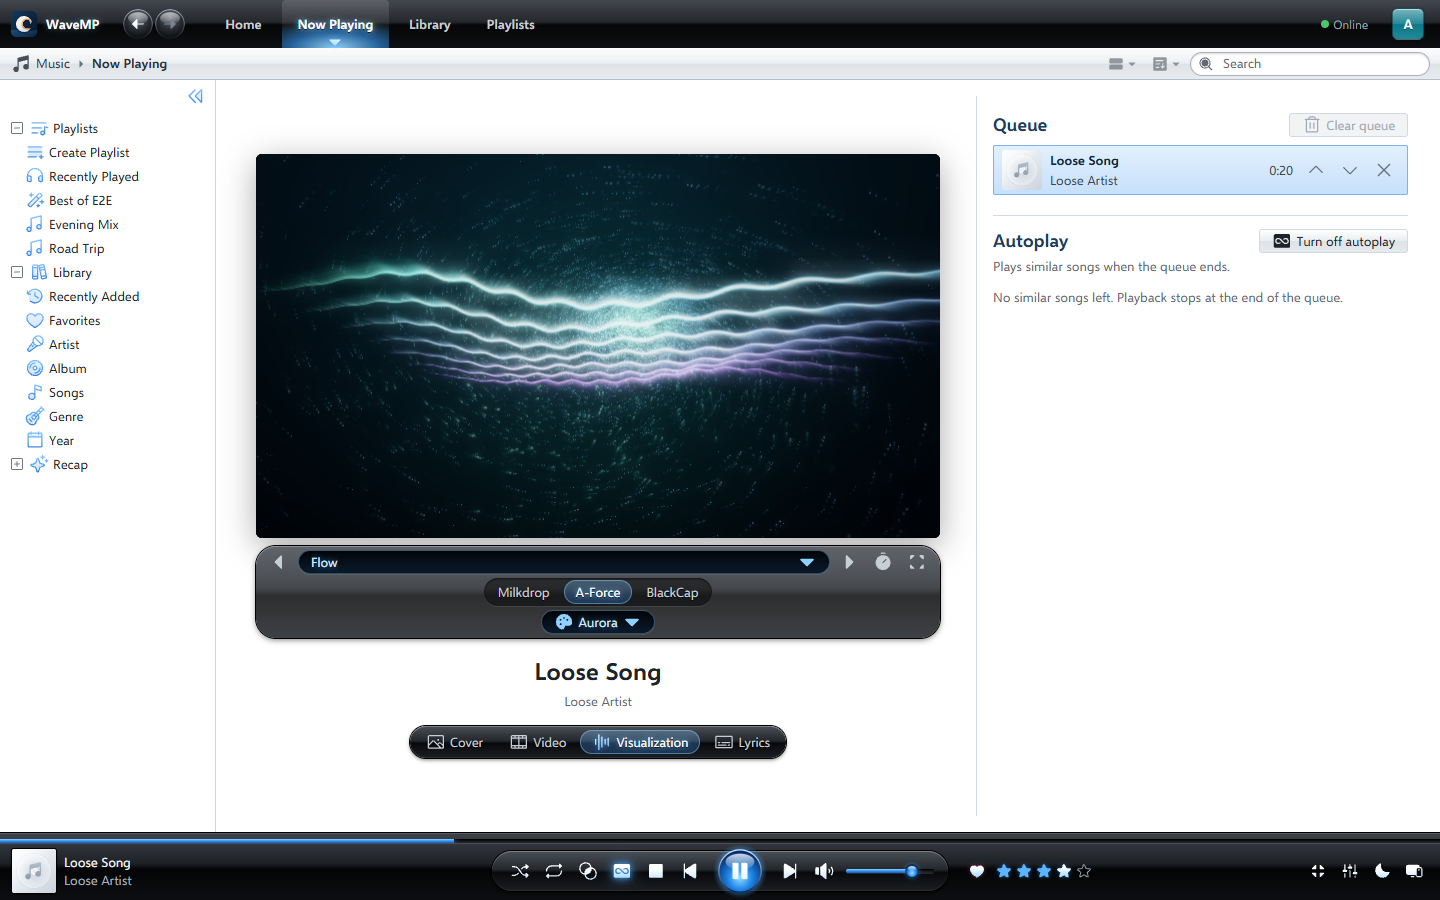 WaveMP
Home
Now Playing
Library
Playlists
Online
A
Music
Now Playing
Search
Playlists
Create Playlist
Recently Played
Best of E2E
Evening Mix
Road Trip
Library
Recently Added
Favorites
Artist
Album
Songs
Genre
Year
Recap
Flow
Milkdrop
A-Force
BlackCap
Aurora
Loose Song
Loose Artist
Cover
Video
Visualization
Lyrics
Queue
Clear queue
Loose Song
Loose Artist
0:20
Autoplay
Turn off autoplay
Plays similar songs when the queue ends.
No similar songs left. Playback stops at the end of the queue.
Loose Song
Loose Artist